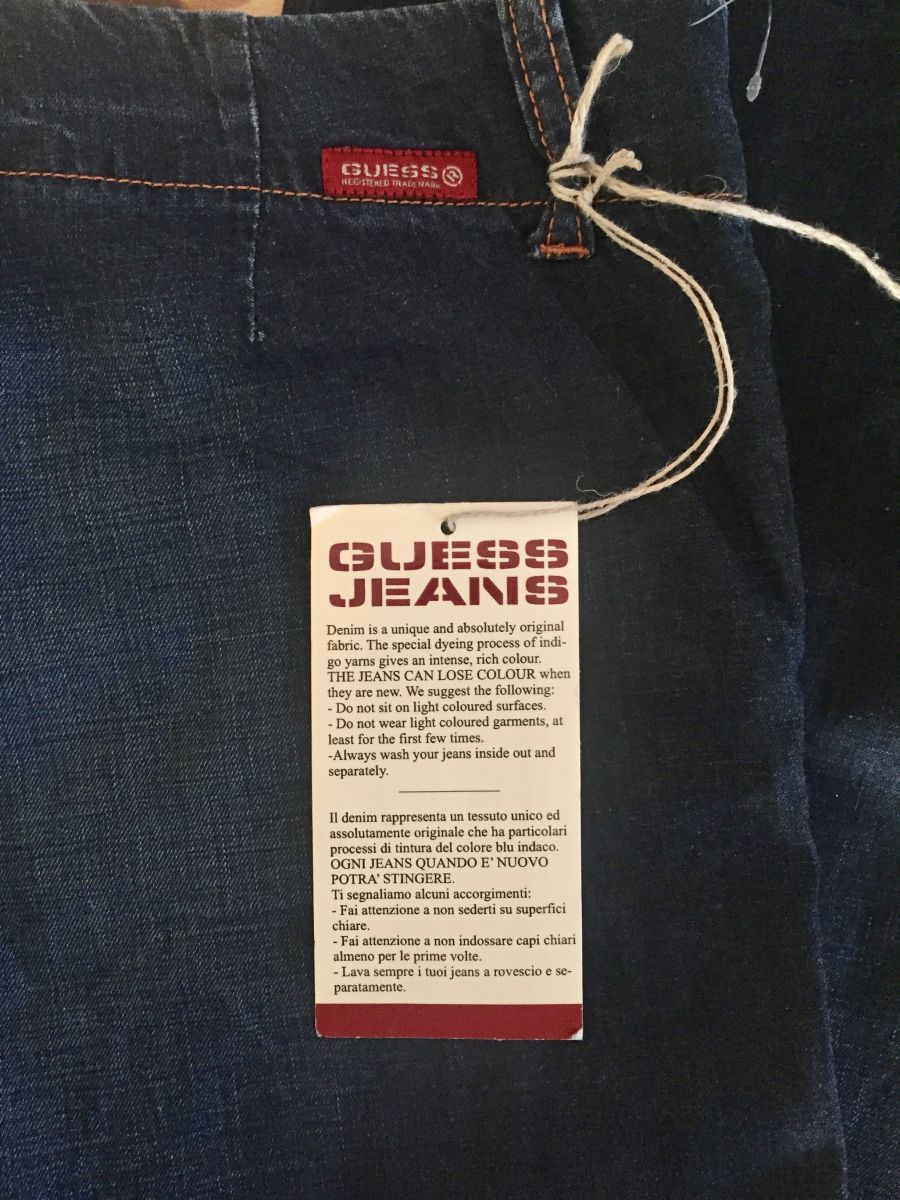 GUESS®
REGISTERED TRADEMARK
GUESS
JEANS
Denim is a unique and absolutely original
fabric. The special dyeing process of indi-
go yarns gives an intense, rich colour.
THE JEANS CAN LOSE COLOUR when
they are new. We suggest the following:
- Do not sit on light coloured surfaces.
- Do not wear light coloured garments, at
least for the first few times.
-Always wash your jeans inside out and
separately.
Il denim rappresenta un tessuto unico ed
assolutamente originale che ha particolari
processi di tintura del colore blu indaco.
OGNI JEANS QUANDO E' NUOVO
POTRA' STINGERE.
Ti segnaliamo alcuni accorgimenti:
- Fai attenzione a non sederti su superfici
chiare.
- Fai attenzione a non indossare capi chiari
almeno per le prime volte.
- Lava sempre i tuoi jeans a rovescio e se-
paratamente.